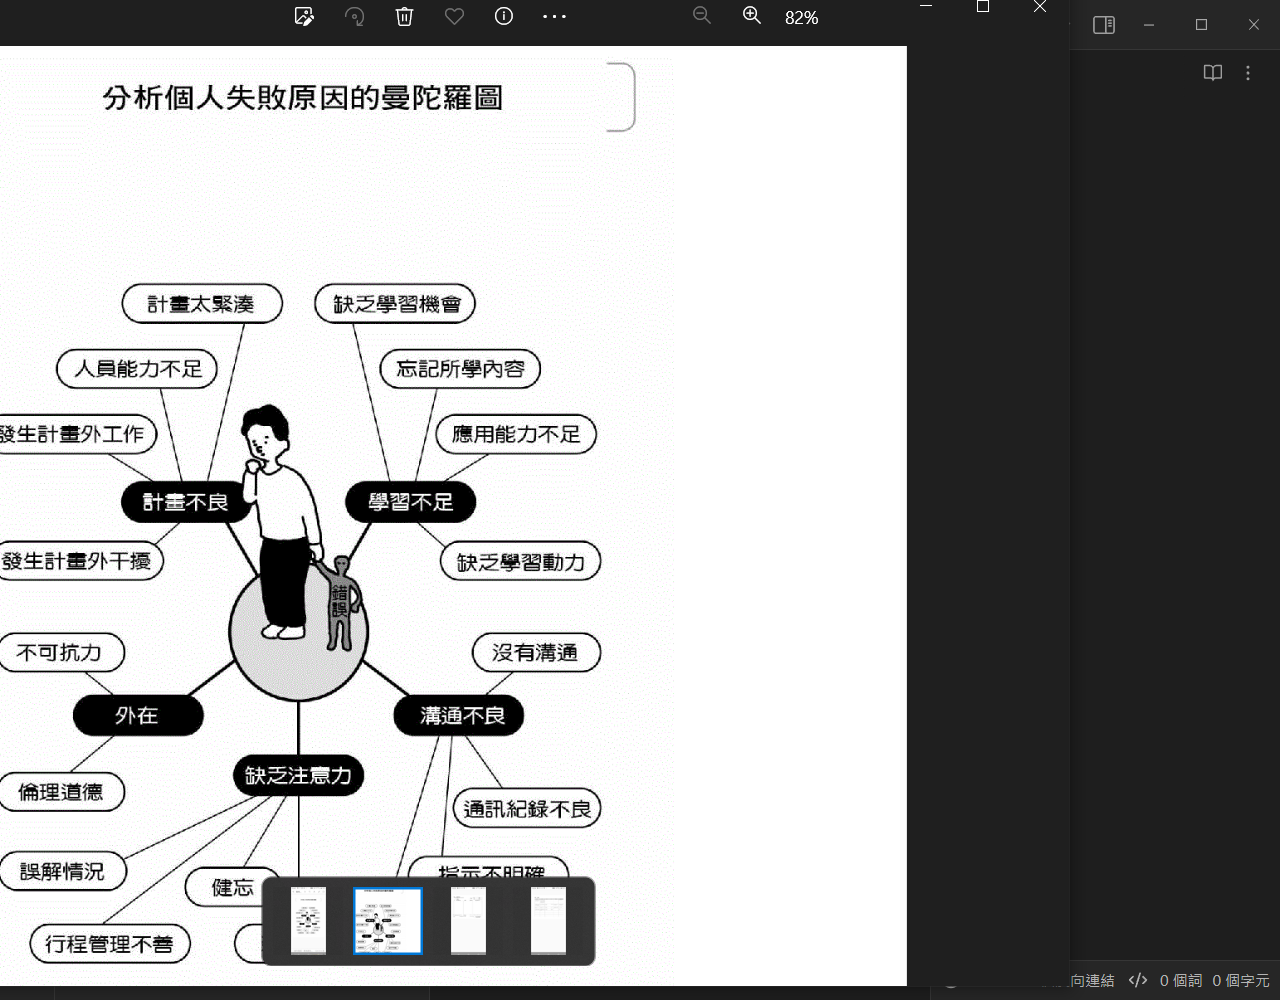 82%
分析個人失敗原因的曼陀羅圖
計畫太緊湊
缺乏學習機會
人員能力不足
忘記所學內容
發生計畫外工作
應用能力不足
計畫不良
學習不足
發生計畫外干擾
缺乏學習動力
錯誤
不可抗力
沒有溝通
外在
溝通不良
缺乏注意力
倫理道德
通訊紀錄不良
誤解情況
指示不明確
健忘
行程管理不善
向連結
0 個詞
0 個字元